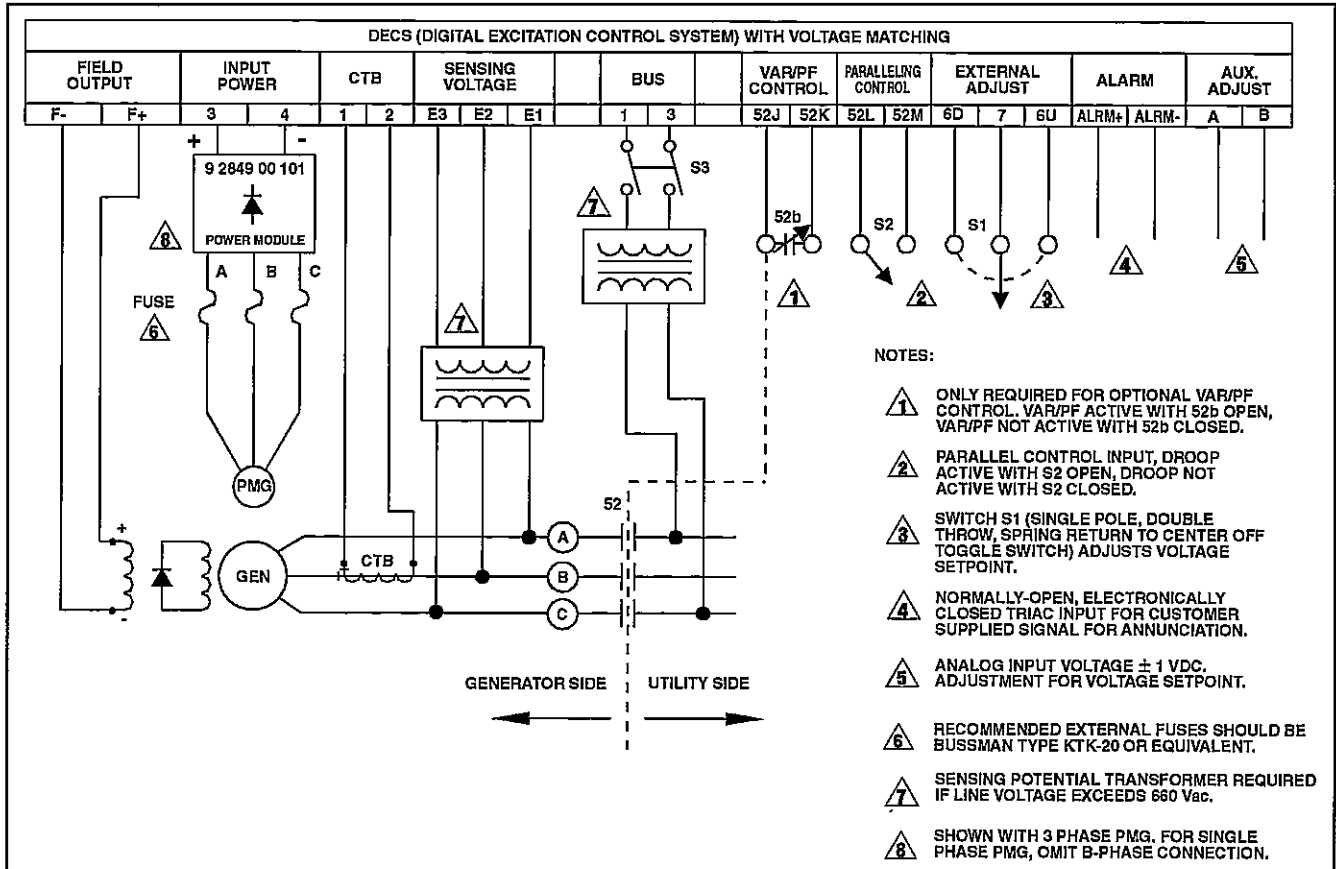 DECS (DIGITAL EXCITATION CONTROL SYSTEM) WITH VOLTAGE MATCHING
FIELD OUTPUT
INPUT POWER
CTB
SENSING VOLTAGE
BUS
VAR/PF CONTROL
PARALLELING CONTROL
EXTERNAL ADJUST
ALARM
AUX. ADJUST
F- F+ 3 4 1 2 E3 E2 E1 1 3 52J 52K 52L 52M 6D 7 6U ALRM+ ALRM- A B
+ -
9 2849 00 101
POWER MODULE
8
A B C
FUSE
6
PMG
7
S3
7
52b
1
S2
2
S1
3
4
5
+
-
GEN
+
CTB
52
A
B
C
GENERATOR SIDE
UTILITY SIDE
NOTES:
1 ONLY REQUIRED FOR OPTIONAL VAR/PF
CONTROL. VAR/PF ACTIVE WITH 52b OPEN,
VAR/PF NOT ACTIVE WITH 52b CLOSED.
2 PARALLEL CONTROL INPUT, DROOP
ACTIVE WITH S2 OPEN, DROOP NOT
ACTIVE WITH S2 CLOSED.
3 SWITCH S1 (SINGLE POLE, DOUBLE
THROW, SPRING RETURN TO CENTER OFF
TOGGLE SWITCH) ADJUSTS VOLTAGE
SETPOINT.
4 NORMALLY-OPEN, ELECTRONICALLY
CLOSED TRIAC INPUT FOR CUSTOMER
SUPPLIED SIGNAL FOR ANNUNCIATION.
5 ANALOG INPUT VOLTAGE ± 1 VDC.
ADJUSTMENT FOR VOLTAGE SETPOINT.
6 RECOMMENDED EXTERNAL FUSES SHOULD BE
BUSSMAN TYPE KTK-20 OR EQUIVALENT.
7 SENSING POTENTIAL TRANSFORMER REQUIRED
IF LINE VOLTAGE EXCEEDS 660 Vac.
8 SHOWN WITH 3 PHASE PMG. FOR SINGLE
PHASE PMG, OMIT B-PHASE CONNECTION.